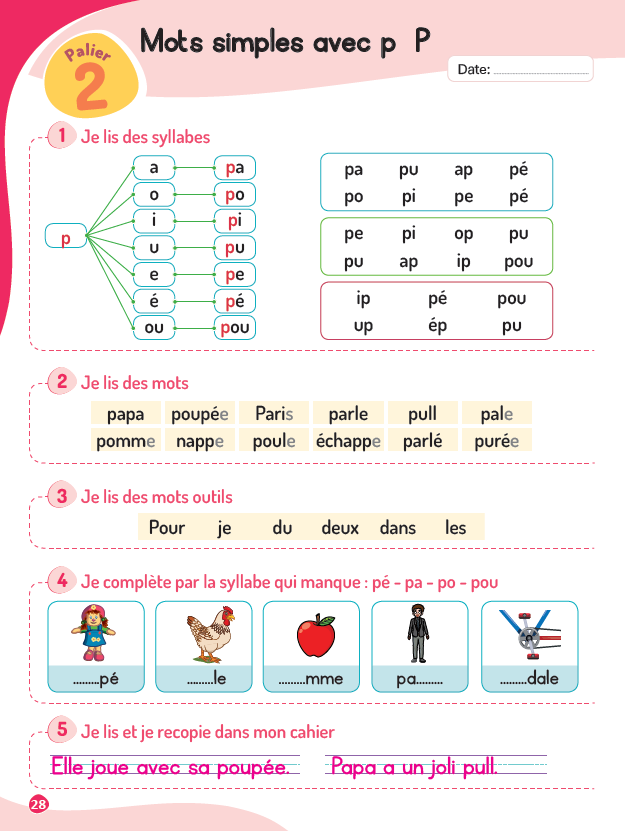 Mots simples avec p P
Palier
2
Date: ....................................
1 Je lis des syllabes
p
a pa
o po
i pi
u pu
e pe
é pé
ou pou
pa pu ap pé
po pi pe pé
pe pi op pu
pu ap ip pou
ip pé pou
up ép pu
2 Je lis des mots
papa poupée Paris parle pull pale
pomme nappe poule échappe parlé purée
3 Je lis des mots outils
Pour je du deux dans les
4 Je complète par la syllabe qui manque : pé - pa - po - pou
.........pé .........le .........mme pa......... .........dale
5 Je lis et je recopie dans mon cahier
Elle joue avec sa poupée. Papa a un joli pull.
28